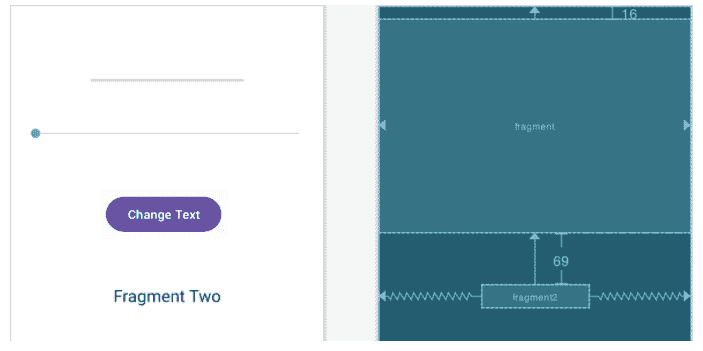 Change Text
Fragment Two
16
fragment
69
fragment2